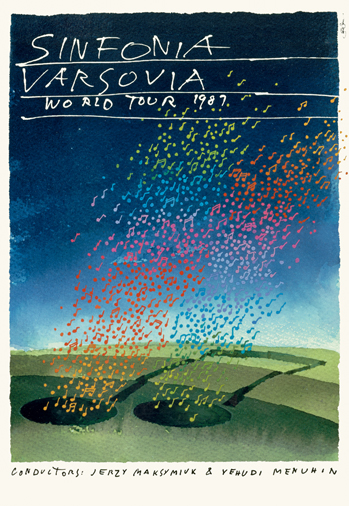 SINFONIA
VARSOVIA
WORLD TOUR 1987.
CONDUCTORS: JERZY MAKSYMIUK & YEHUDI MENUHIN